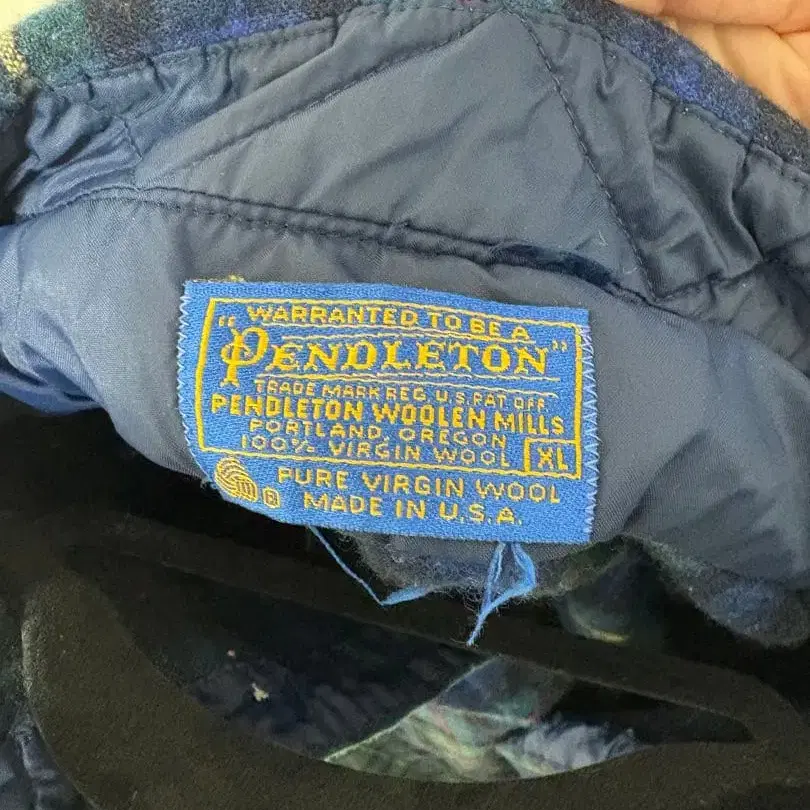 WARRANTED TO BE A
"PENDLETON"
TRADE MARK REG. U.S. PAT. OFF.
PENDLETON WOOLEN MILLS
PORTLAND, OREGON
100% VIRGIN WOOL XL
® PURE VIRGIN WOOL
MADE IN U.S.A.